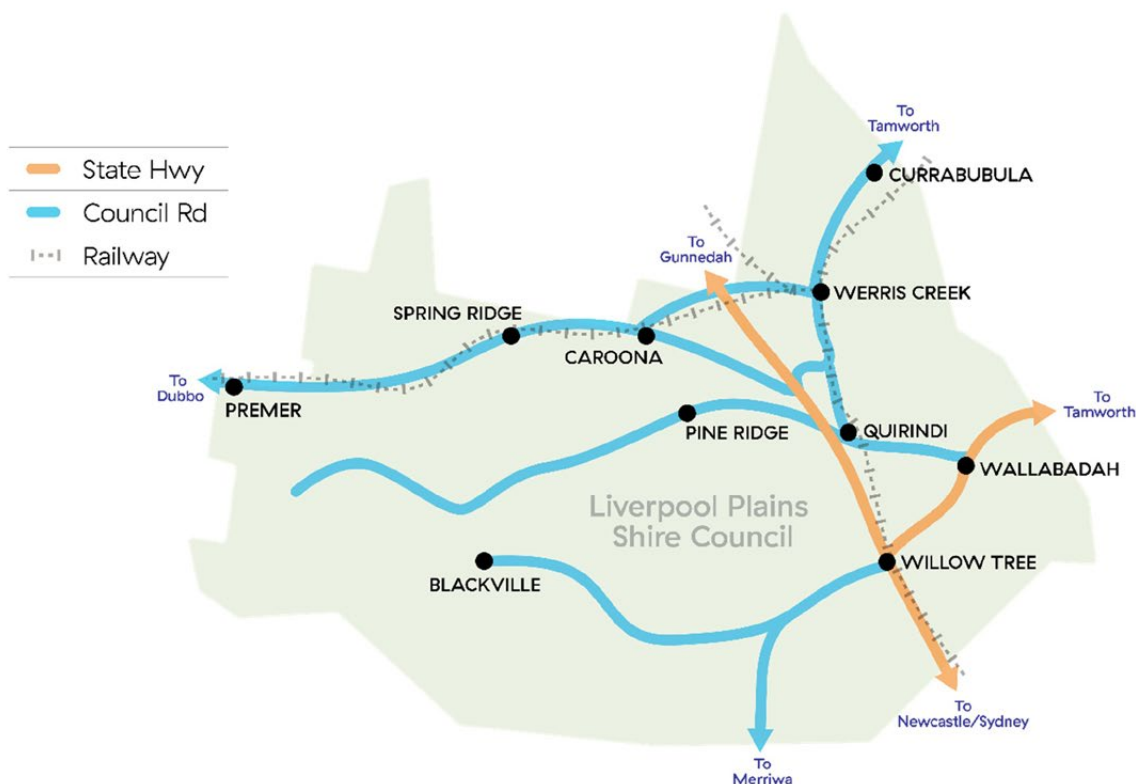 State Hwy
Council Rd
Railway
To
Tamworth
CURRABUBULA
To
Gunnedah
WERRIS CREEK
SPRING RIDGE
CAROONA
To
Dubbo
PREMER
To
Tamworth
PINE RIDGE
QUIRINDI
WALLABADAH
Liverpool Plains
Shire Council
WILLOW TREE
BLACKVILLE
To
Newcastle/Sydney
To
Merriwa